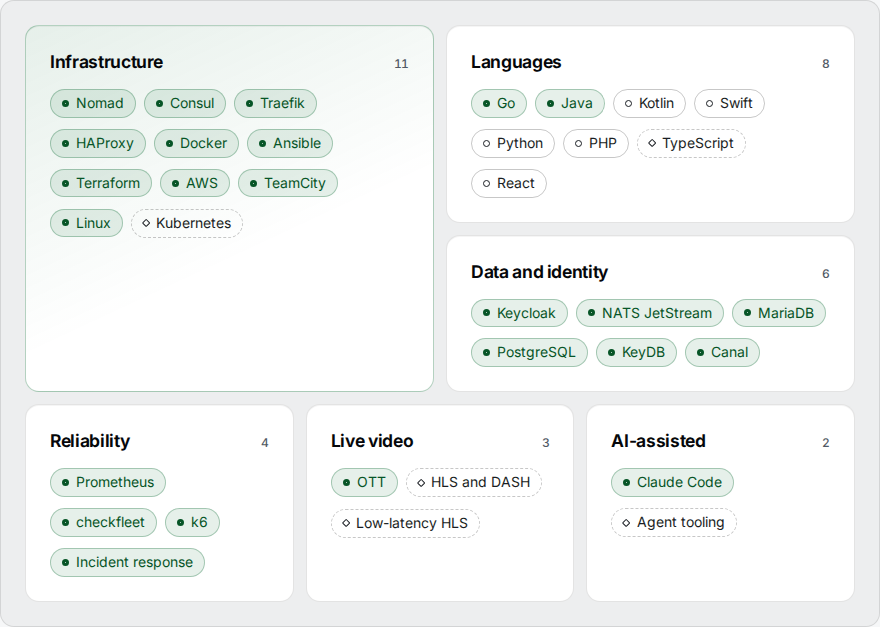 Infrastructure 11
Nomad Consul Traefik
HAProxy Docker Ansible
Terraform AWS TeamCity
Linux Kubernetes
Languages 8
Go Java Kotlin Swift
Python PHP TypeScript
React
Data and identity 6
Keycloak NATS JetStream MariaDB
PostgreSQL KeyDB Canal
Reliability 4
Prometheus
checkfleet k6
Incident response
Live video 3
OTT HLS and DASH
Low-latency HLS
AI-assisted 2
Claude Code
Agent tooling